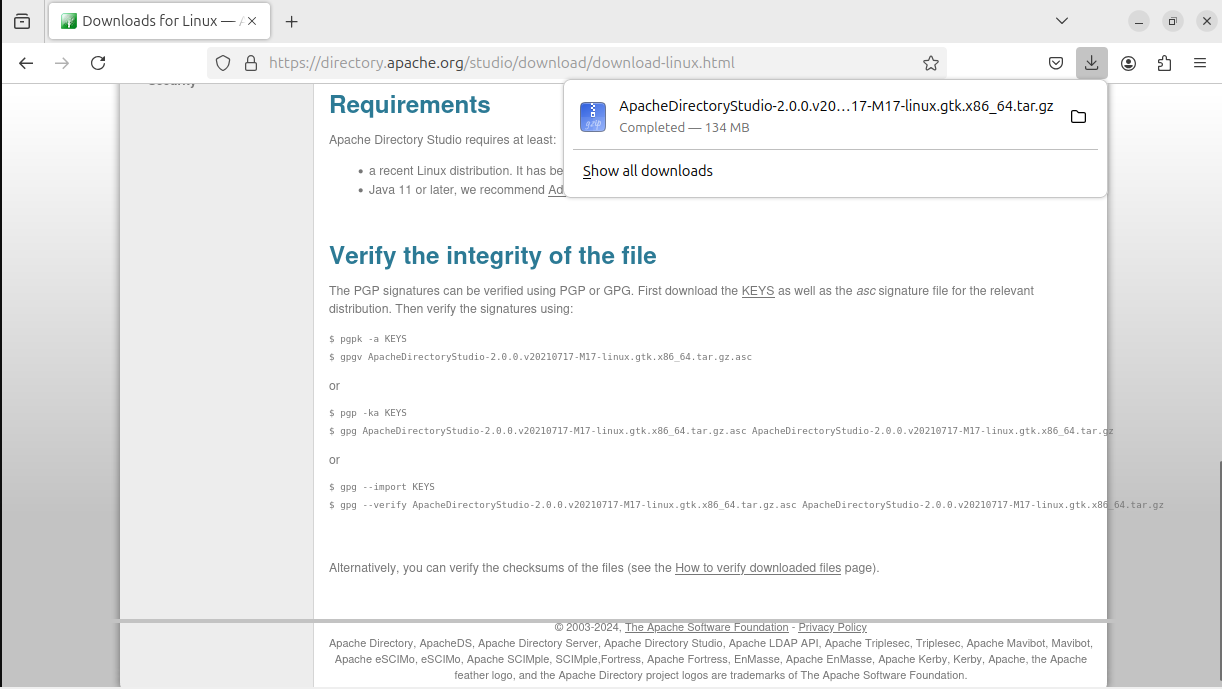 Downloads for Linux — A
https://directory.apache.org/studio/download/download-linux.html
ApacheDirectoryStudio-2.0.0.v20…17-M17-linux.gtk.x86_64.tar.gz
Completed — 134 MB
Show all downloads
Security
Requirements
Apache Directory Studio requires at least:
a recent Linux distribution. It has be
Java 11 or later, we recommend Ad
Verify the integrity of the file
The PGP signatures can be verified using PGP or GPG. First download the KEYS as well as the asc signature file for the relevant
distribution. Then verify the signatures using:
$ pgpk -a KEYS
$ gpgv ApacheDirectoryStudio-2.0.0.v20210717-M17-linux.gtk.x86_64.tar.gz.asc
or
$ pgp -ka KEYS
$ gpg ApacheDirectoryStudio-2.0.0.v20210717-M17-linux.gtk.x86_64.tar.gz.asc ApacheDirectoryStudio-2.0.0.v20210717-M17-linux.gtk.x86_64.tar.gz
or
$ gpg --import KEYS
$ gpg --verify ApacheDirectoryStudio-2.0.0.v20210717-M17-linux.gtk.x86_64.tar.gz.asc ApacheDirectoryStudio-2.0.0.v20210717-M17-linux.gtk.x86_64.tar.gz
Alternatively, you can verify the checksums of the files (see the How to verify downloaded files page).
© 2003-2024, The Apache Software Foundation - Privacy Policy
Apache Directory, ApacheDS, Apache Directory Server, Apache Directory Studio, Apache LDAP API, Apache Triplesec, Triplesec, Apache Mavibot, Mavibot,
Apache eSCIMo, eSCIMo, Apache SCIMple, SCIMple,Fortress, Apache Fortress, EnMasse, Apache EnMasse, Apache Kerby, Kerby, Apache, the Apache
feather logo, and the Apache Directory project logos are trademarks of The Apache Software Foundation.